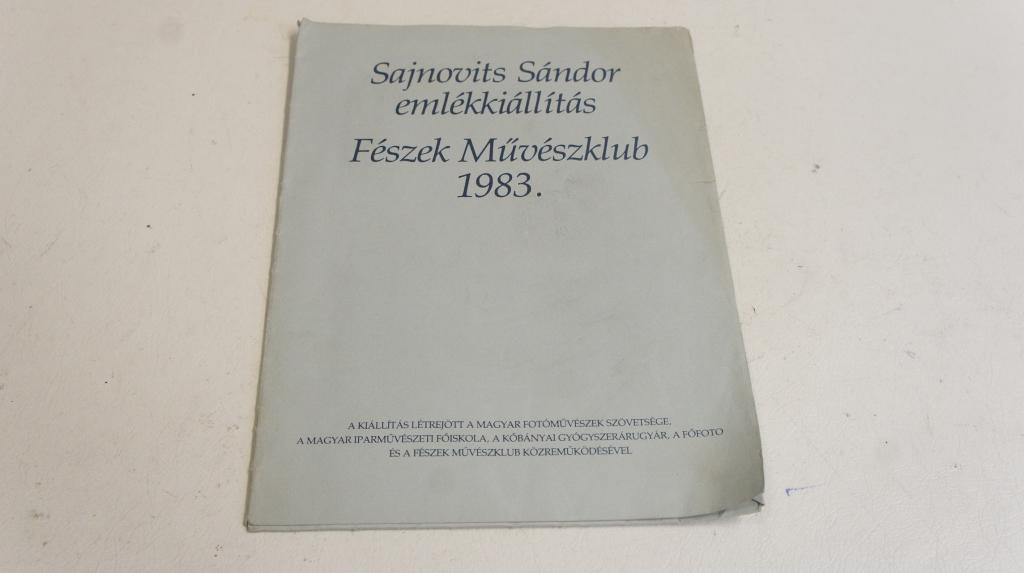 Sajnovits Sándor
emlékkiállítás
Fészek Művészklub
1983.
A KIÁLLÍTÁS LÉTREJÖTT A MAGYAR FOTÓMŰVÉSZEK SZÖVETSÉGE,
A MAGYAR IPARMŰVÉSZETI FŐISKOLA, A KŐBÁNYAI GYÓGYSZERÁRUGYÁR, A FŐFOTO
ÉS A FÉSZEK MŰVÉSZKLUB KÖZREMŰKÖDÉSÉVEL